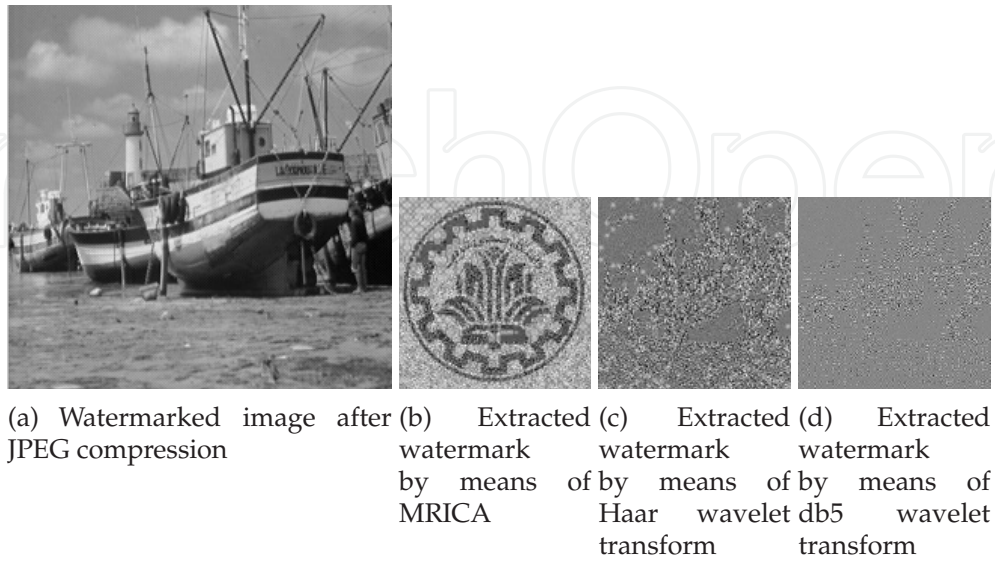 (a) Watermarked image after
JPEG compression
(b) Extracted
watermark
by means of
MRICA
(c) Extracted
watermark
by means of
Haar wavelet
transform
(d) Extracted
watermark
by means of
db5 wavelet
transform